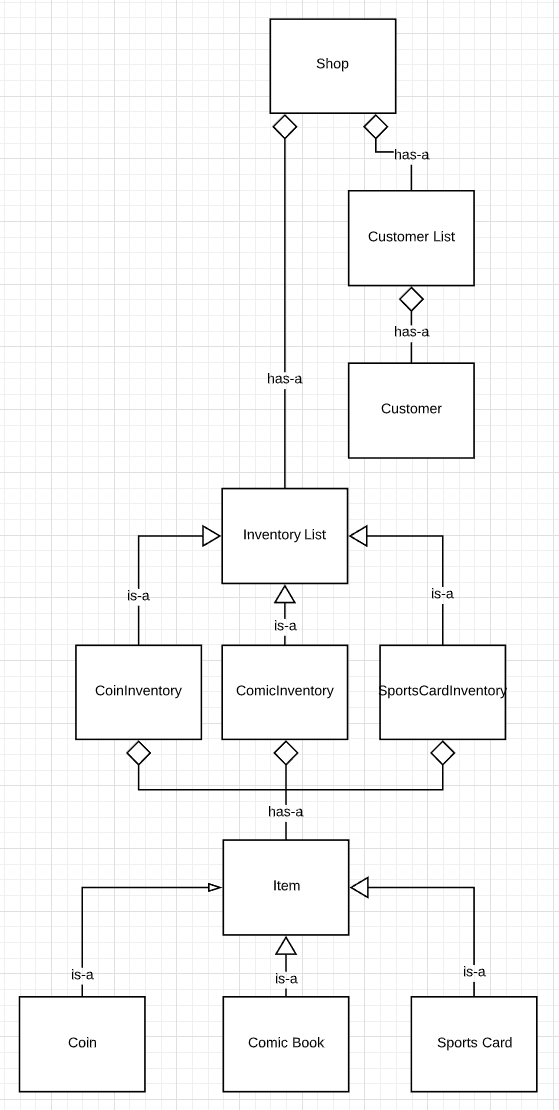 Shop
has-a
Customer List
has-a
has-a
Customer
Inventory List
is-a
is-a
is-a
CoinInventory
ComicInventory
SportsCardInventory
has-a
Item
is-a
is-a
is-a
Coin
Comic Book
Sports Card